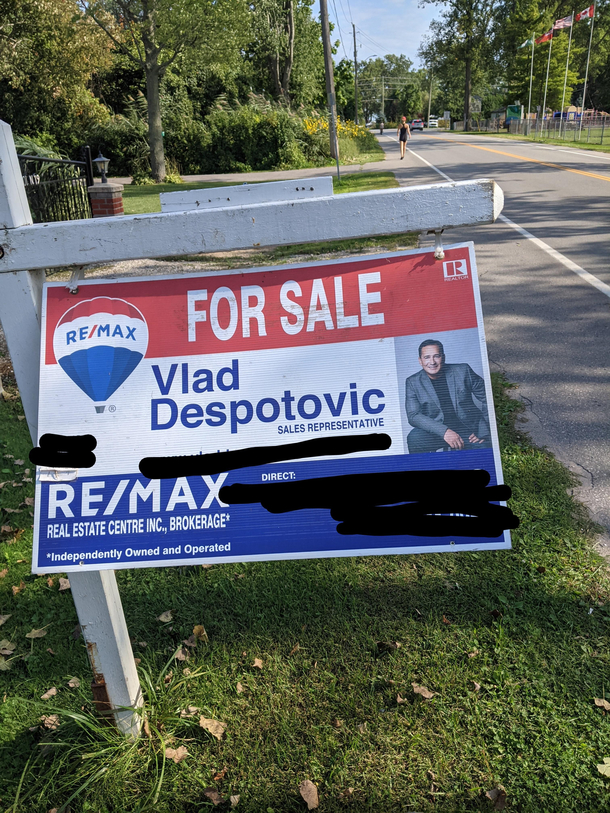 FOR SALE
R
REALTOR
RE/MAX
®
Vlad
Despotovic
SALES REPRESENTATIVE
DIRECT:
RE/MAX
REAL ESTATE CENTRE INC., BROKERAGE*
*Independently Owned and Operated